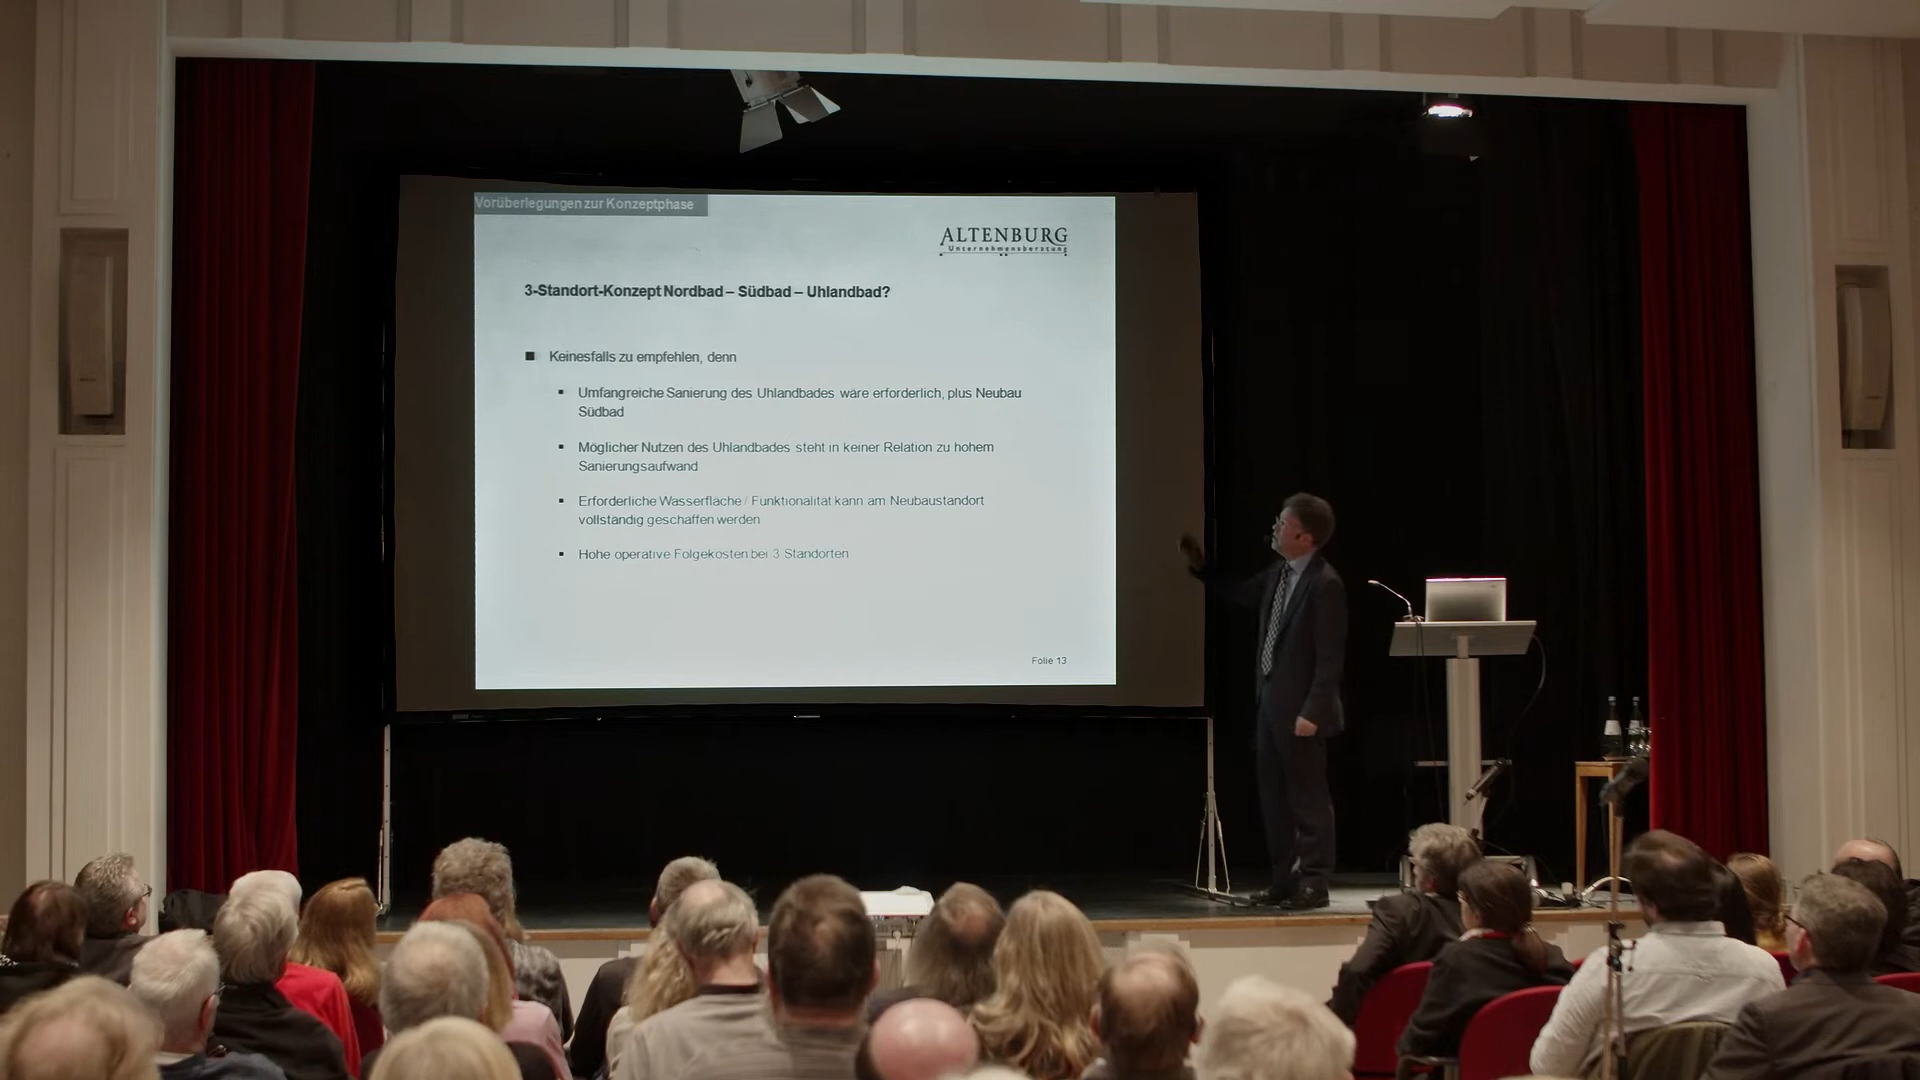 Vorüberlegungen zur Konzeptphase
ALTENBURG
Unternehmensberatung
3-Standort-Konzept Nordbad – Südbad – Uhlandbad?
■ Keinesfalls zu empfehlen, denn
▪ Umfangreiche Sanierung des Uhlandbades wäre erforderlich, plus Neubau
Südbad
▪ Möglicher Nutzen des Uhlandbades steht in keiner Relation zu hohem
Sanierungsaufwand
▪ Erforderliche Wasserfläche / Funktionalität kann am Neubaustandort
vollständig geschaffen werden
▪ Hohe operative Folgekosten bei 3 Standorten
Folie 13